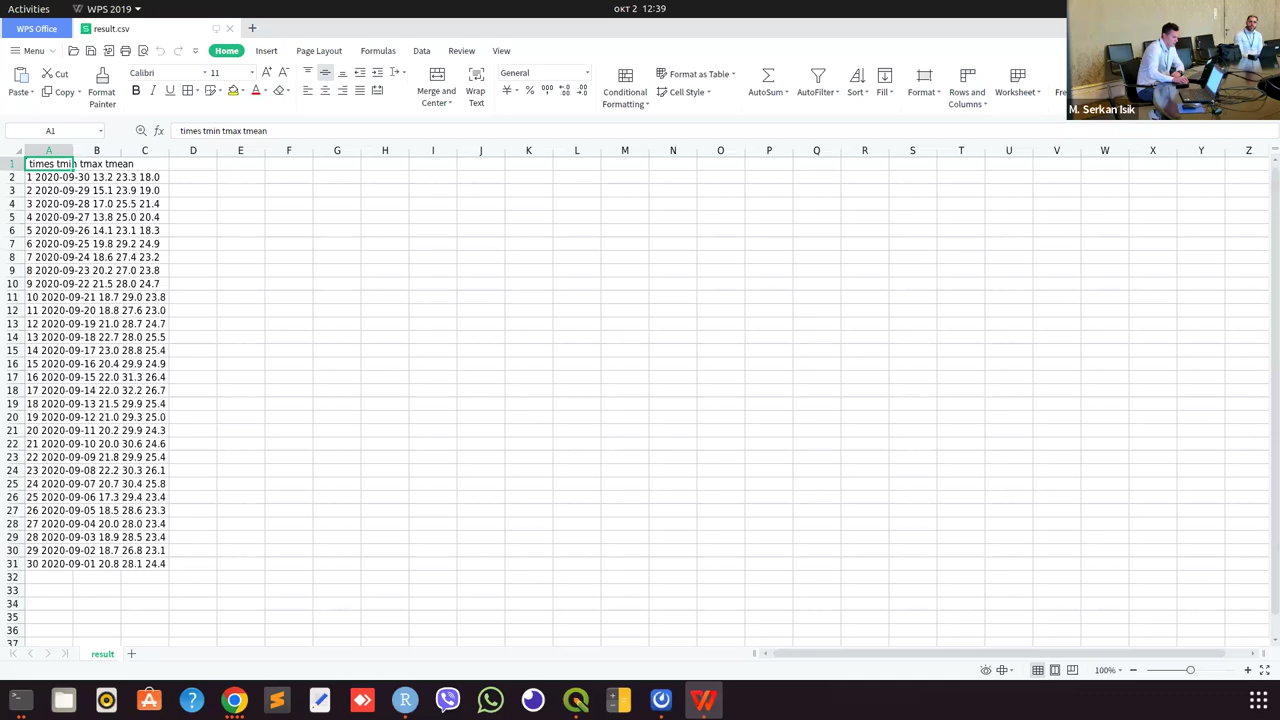 Activities
WPS 2019
окт 2 12:39
WPS Office
result.csv
Menu
Home
Insert
Page Layout
Formulas
Data
Review
View
Paste
Cut
Copy
Format Painter
Calibri
11
Merge and Center
Wrap Text
General
Conditional Formatting
Format as Table
Cell Style
AutoSum
AutoFilter
Sort
Fill
Format
Rows and Columns
Worksheet
M. Serkan Isik
A1
times tmin tmax tmean
A B C D E F G H I J K L M N O P Q R S T U V W X Y Z
1 times tmin tmax tmean
2 1 2020-09-30 13.2 23.3 18.0
3 2 2020-09-29 15.1 23.9 19.0
4 3 2020-09-28 17.0 25.5 21.4
5 4 2020-09-27 13.8 25.0 20.4
6 5 2020-09-26 14.1 23.1 18.3
7 6 2020-09-25 19.8 29.2 24.9
8 7 2020-09-24 18.6 27.4 23.2
9 8 2020-09-23 20.2 27.0 23.8
10 9 2020-09-22 21.5 28.0 24.7
11 10 2020-09-21 18.7 29.0 23.8
12 11 2020-09-20 18.8 27.6 23.0
13 12 2020-09-19 21.0 28.7 24.7
14 13 2020-09-18 22.7 28.0 25.5
15 14 2020-09-17 23.0 28.8 25.4
16 15 2020-09-16 20.4 29.9 24.9
17 16 2020-09-15 22.0 31.3 26.4
18 17 2020-09-14 22.0 32.2 26.7
19 18 2020-09-13 21.5 29.9 25.4
20 19 2020-09-12 21.0 29.3 25.0
21 20 2020-09-11 20.2 29.9 24.3
22 21 2020-09-10 20.0 30.6 24.6
23 22 2020-09-09 21.8 29.9 25.4
24 23 2020-09-08 22.2 30.3 26.1
25 24 2020-09-07 20.7 30.4 25.8
26 25 2020-09-06 17.3 29.4 23.4
27 26 2020-09-05 18.5 28.6 23.3
28 27 2020-09-04 20.0 28.0 23.4
29 28 2020-09-03 18.9 28.5 23.4
30 29 2020-09-02 18.7 26.8 23.1
31 30 2020-09-01 20.8 28.1 24.4
32
33
34
35
36
37
result
100%